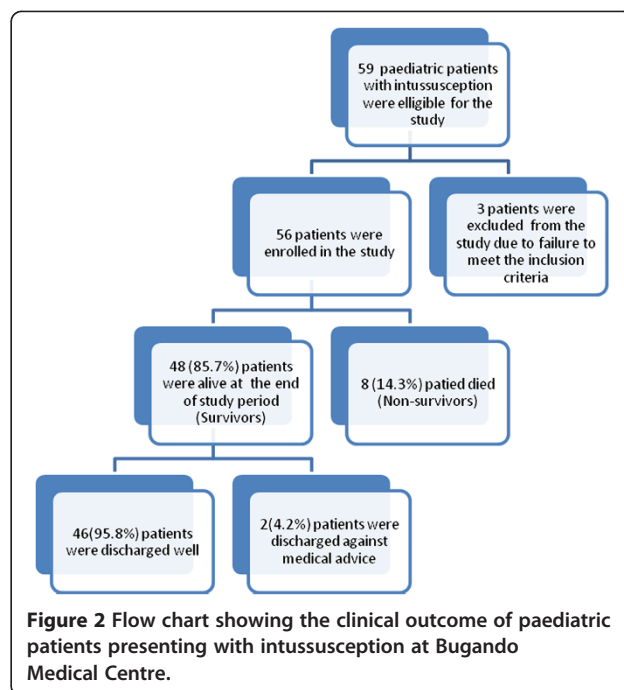 59 paediatric patients
with intussusception
were elligible for the
study
56 patients were
enrolled in the study
3 patients were
excluded from the
study due to failure to
meet the inclusion
criteria
48 (85.7%) patients
were alive at the end
of study period
(Survivors)
8 (14.3%) patied died
(Non-survivors)
46(95.8%) patients
were discharged well
2(4.2%) patients were
discharged against
medical advice
Figure 2 Flow chart showing the clinical outcome of paediatric
patients presenting with intussusception at Bugando
Medical Centre.